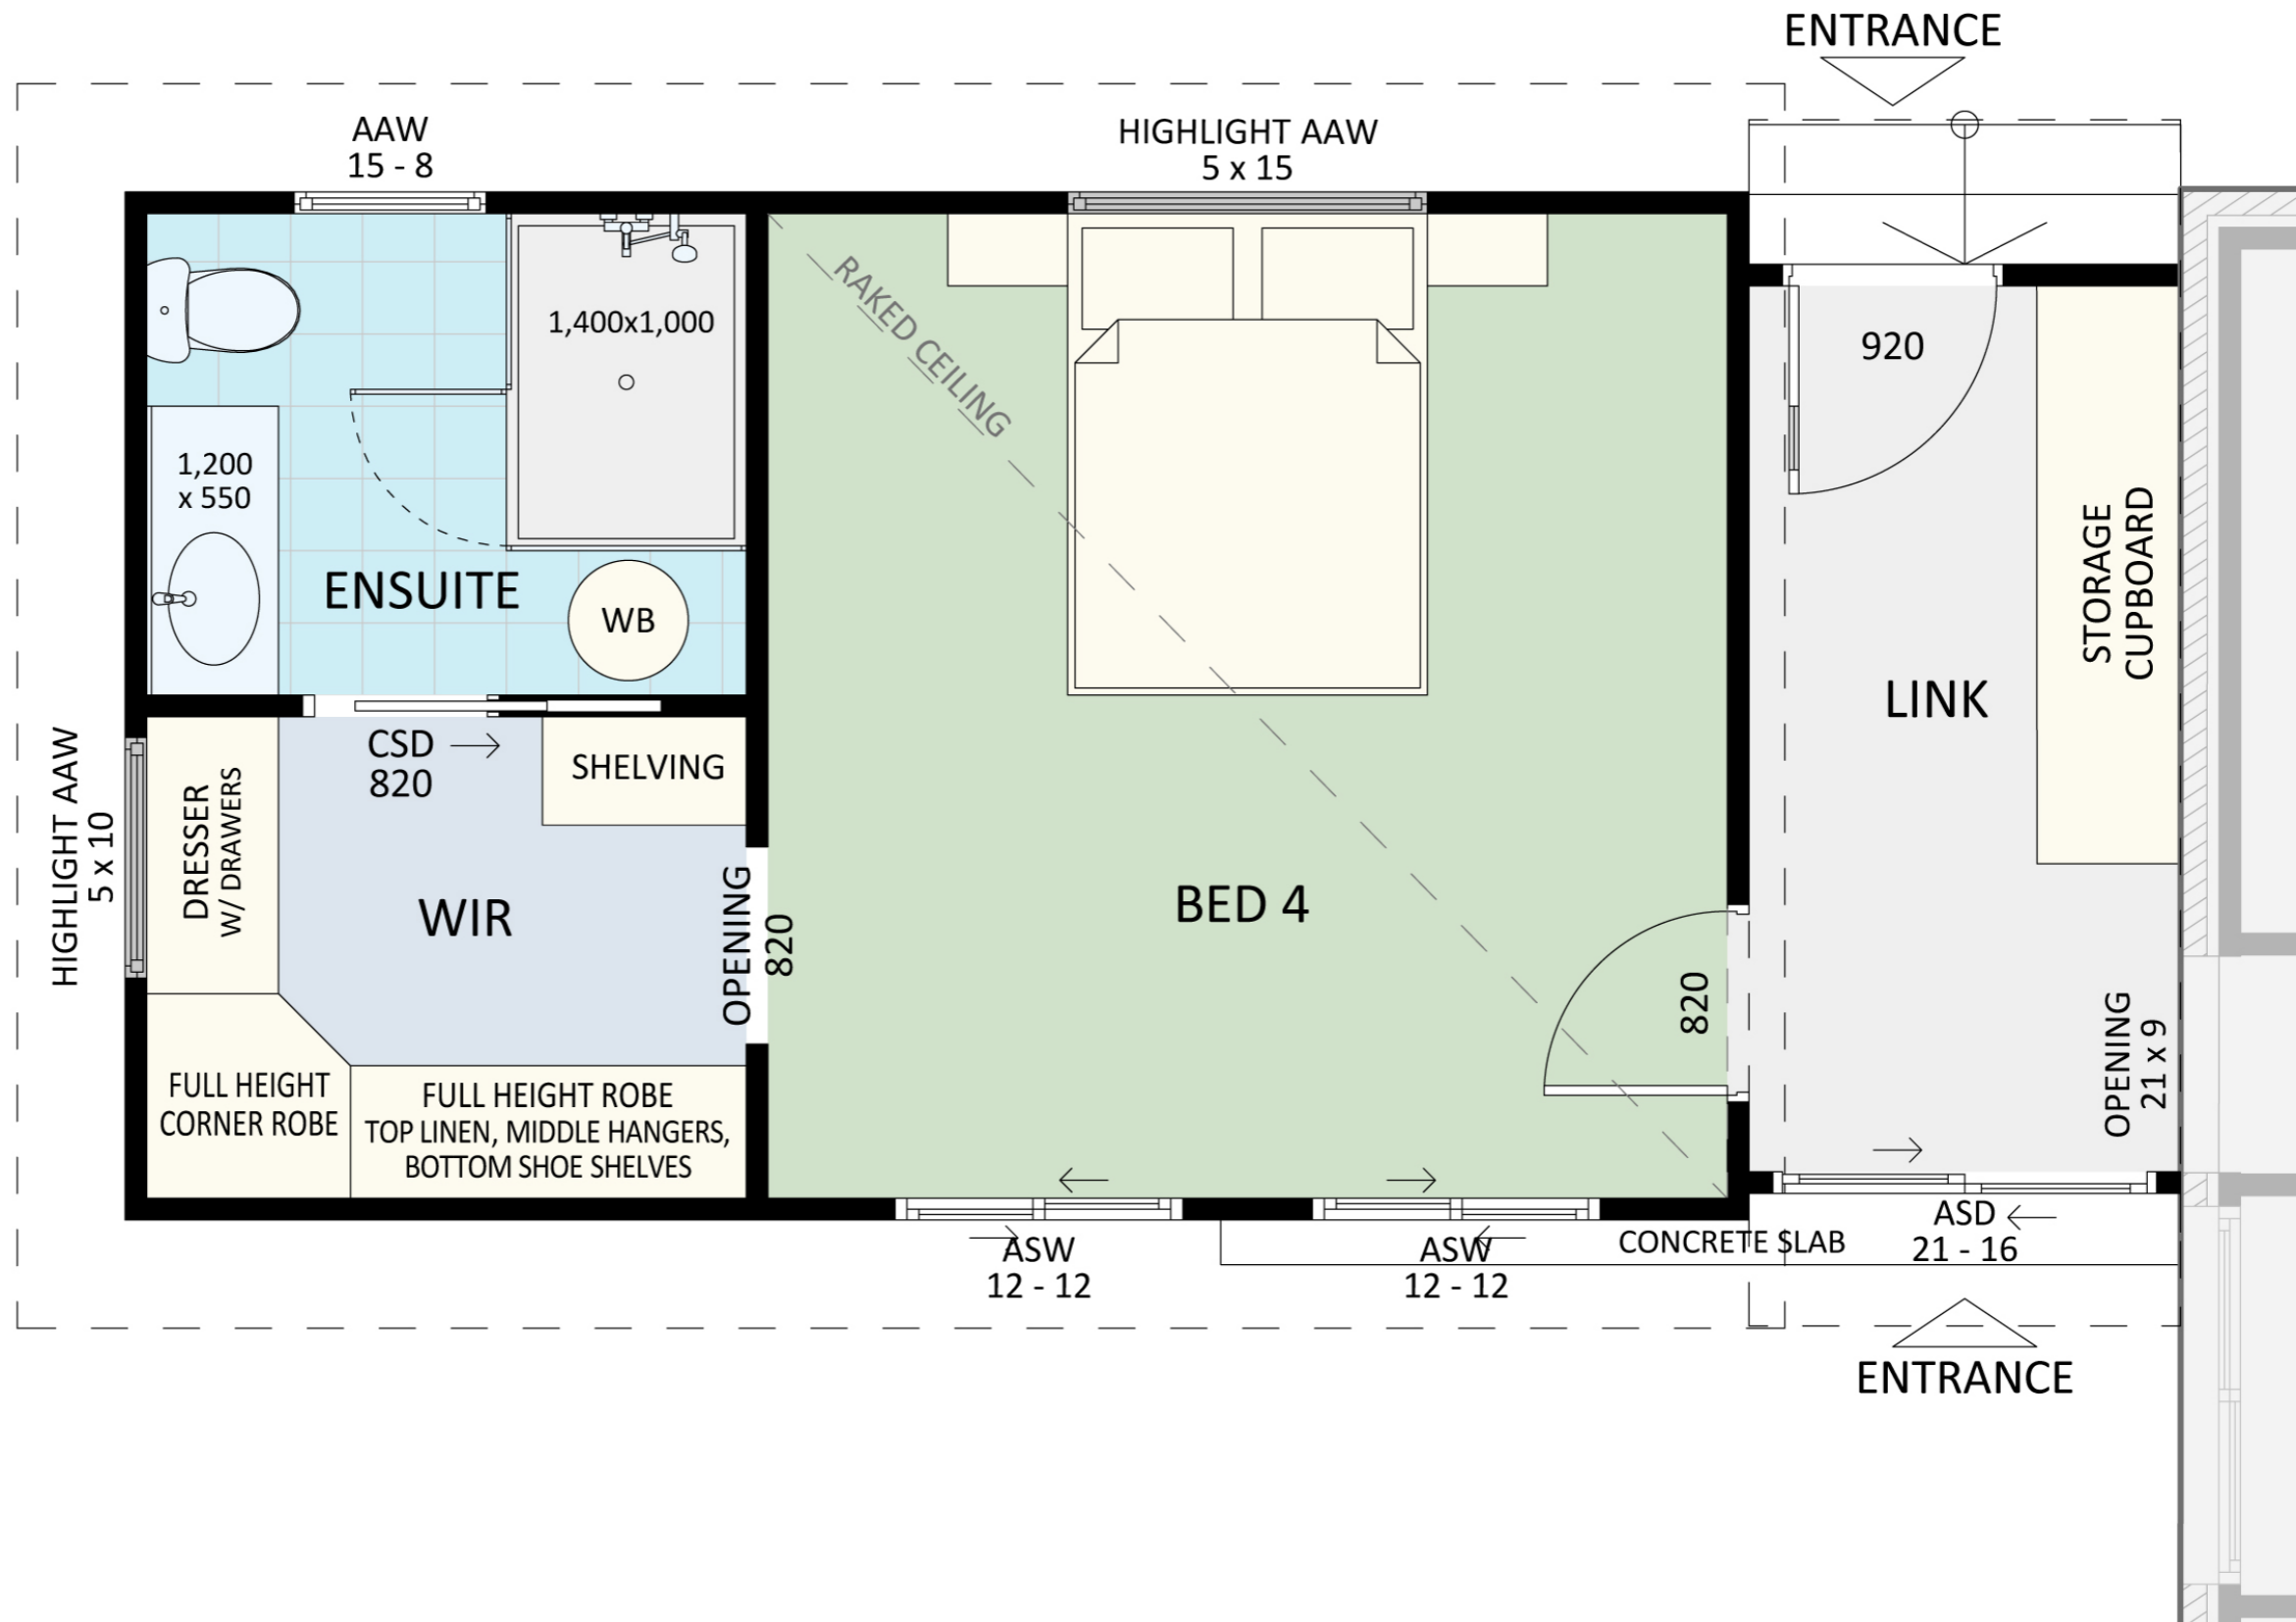 ENTRANCE
AAW
15 - 8
HIGHLIGHT AAW
5 x 15
1,400x1,000
RAKED CEILING
920
1,200
x 550
STORAGE
CUPBOARD
ENSUITE
WB
LINK
HIGHLIGHT AAW
5 x 10
CSD
820
SHELVING
DRESSER
W/ DRAWERS
WIR
OPENING
820
BED 4
820
OPENING
21 x 9
FULL HEIGHT
CORNER ROBE
FULL HEIGHT ROBE
TOP LINEN, MIDDLE HANGERS,
BOTTOM SHOE SHELVES
ASW
12 - 12
ASW
12 - 12
CONCRETE SLAB
ASD
21 - 16
ENTRANCE